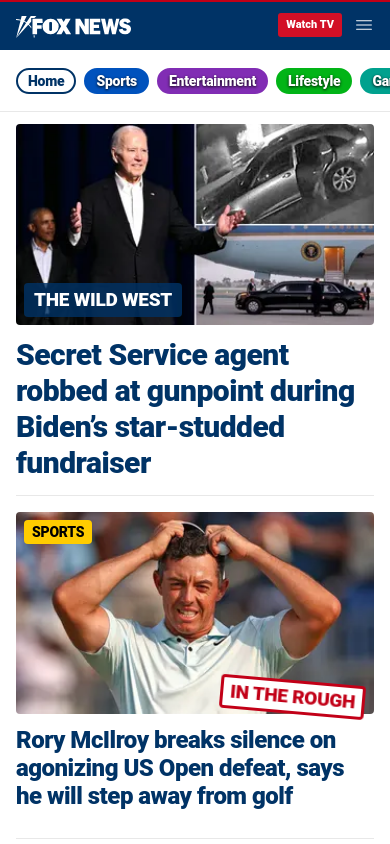 FOX NEWS
Watch TV
Home
Sports
Entertainment
Lifestyle
Ga
THE WILD WEST
Secret Service agent
robbed at gunpoint during
Biden’s star-studded
fundraiser
SPORTS
IN THE ROUGH
Rory McIlroy breaks silence on
agonizing US Open defeat, says
he will step away from golf